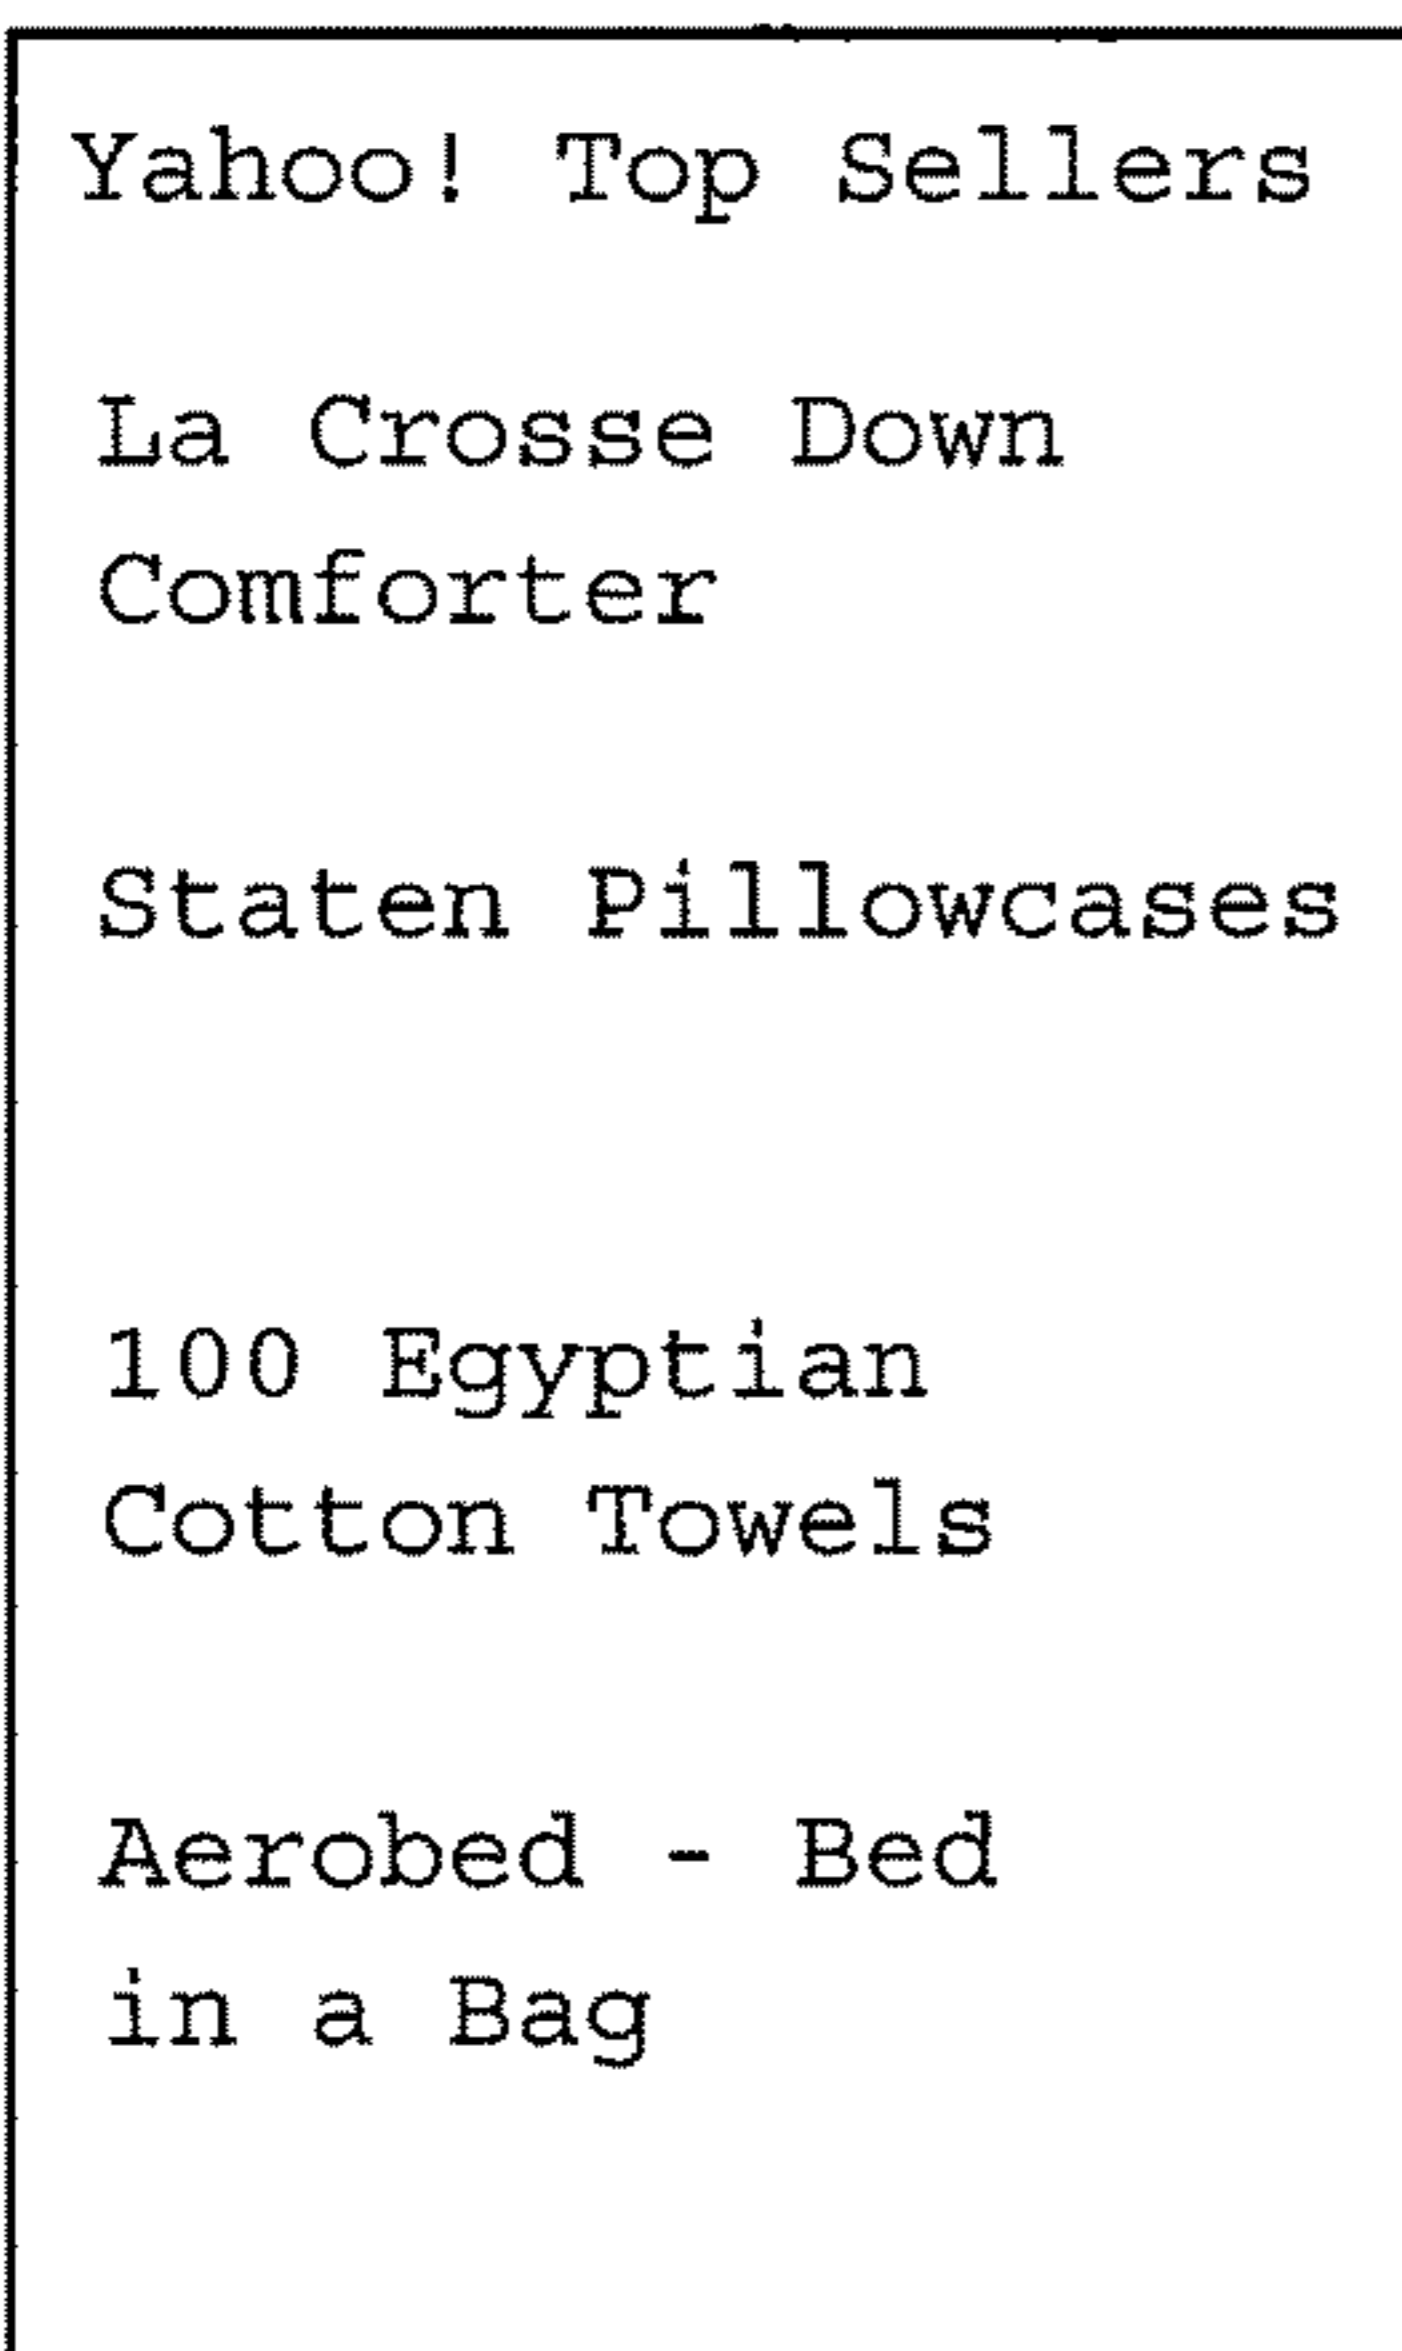 Yahoo! Top Sellers
La Crosse Down
Comforter
Staten Pillowcases
100 Egyptian
Cotton Towels
Aerobed - Bed
in a Bag